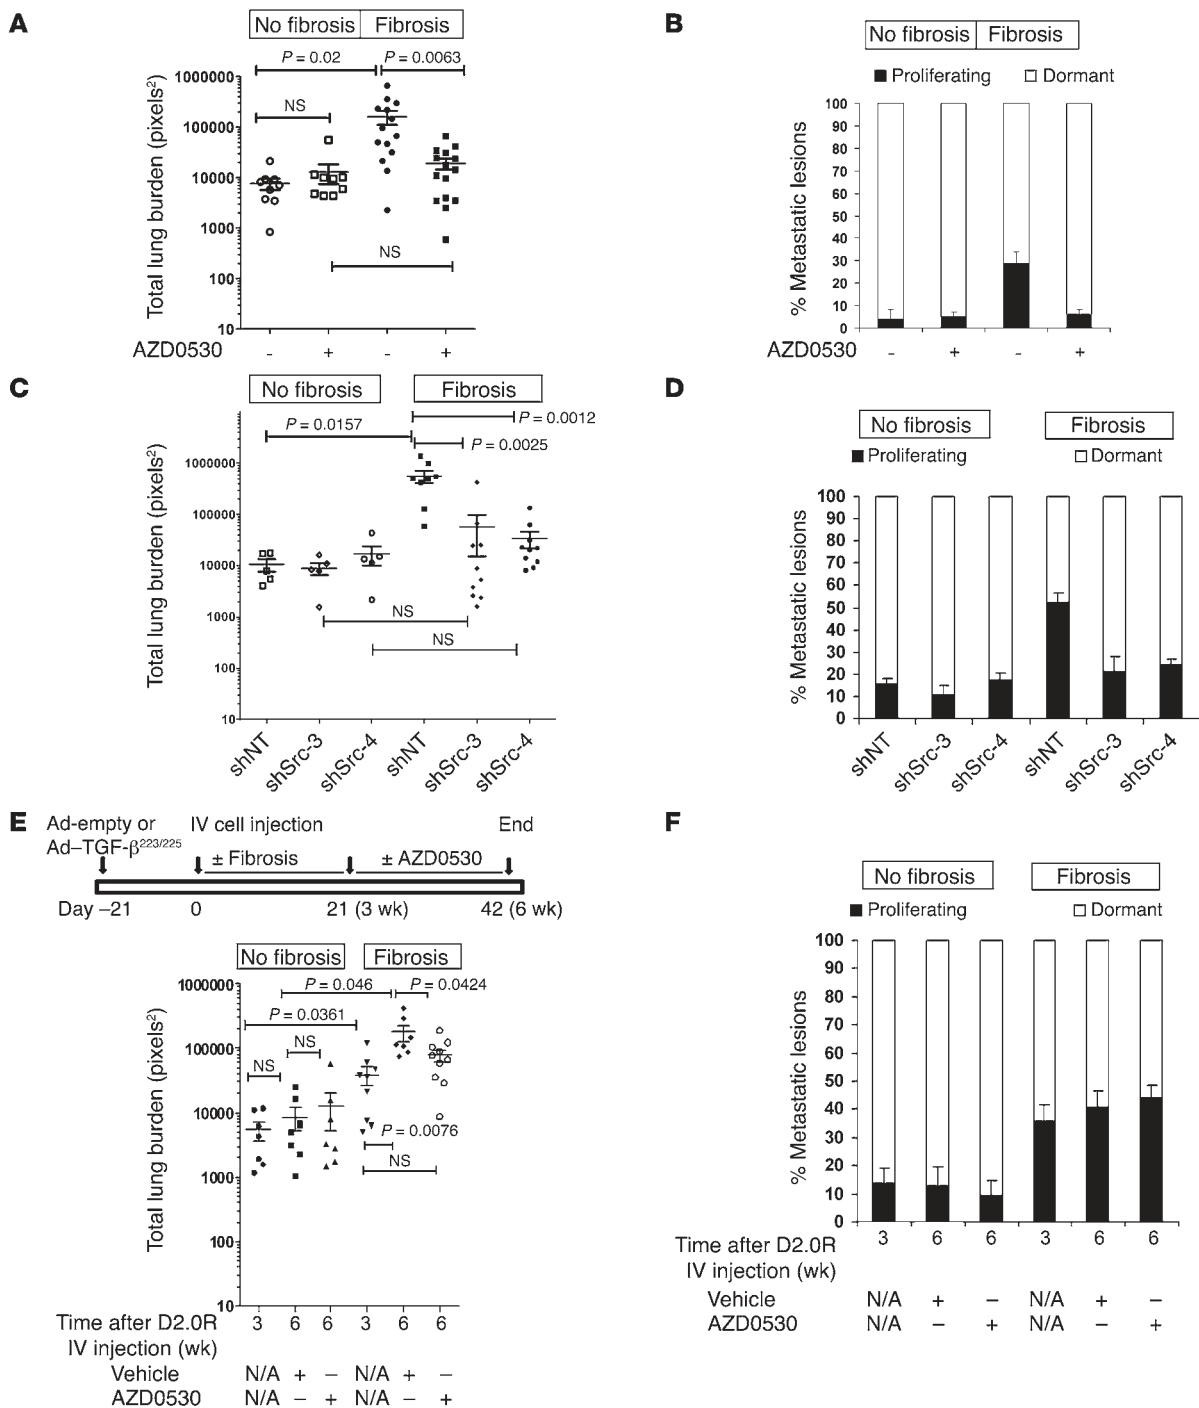 A
No fibrosis Fibrosis
P = 0.02 P = 0.0063
NS
NS
Total lung burden (pixels²)
1000000
100000
10000
1000
100
10
AZD0530 - + - +
B
No fibrosis Fibrosis
Proliferating Dormant
% Metastatic lesions
100
90
80
70
60
50
40
30
20
10
0
AZD0530 - + - +
C
No fibrosis Fibrosis
P = 0.0012
P = 0.0157
P = 0.0025
NS
NS
Total lung burden (pixels²)
1000000
100000
10000
1000
100
10
shNT shSrc-3 shSrc-4 shNT shSrc-3 shSrc-4
D
No fibrosis Fibrosis
Proliferating Dormant
% Metastatic lesions
100
90
80
70
60
50
40
30
20
10
0
shNT shSrc-3 shSrc-4 shNT shSrc-3 shSrc-4
E
Ad-empty or IV cell injection End
Ad–TGF-β²²³/²²⁵ ± Fibrosis ± AZD0530
Day –21 0 21 (3 wk) 42 (6 wk)
No fibrosis Fibrosis
P = 0.046 P = 0.0424
P = 0.0361
NS
NS
P = 0.0076
NS
Total lung burden (pixels²)
1000000
100000
10000
1000
100
10
Time after D2.0R 3 6 6 3 6 6
IV injection (wk)
Vehicle N/A + – N/A + –
AZD0530 N/A – + N/A – +
F
No fibrosis Fibrosis
Proliferating Dormant
% Metastatic lesions
100
90
80
70
60
50
40
30
20
10
0
3 6 6 3 6 6
Time after D2.0R
IV injection (wk)
Vehicle N/A + – N/A + –
AZD0530 N/A – + N/A – +